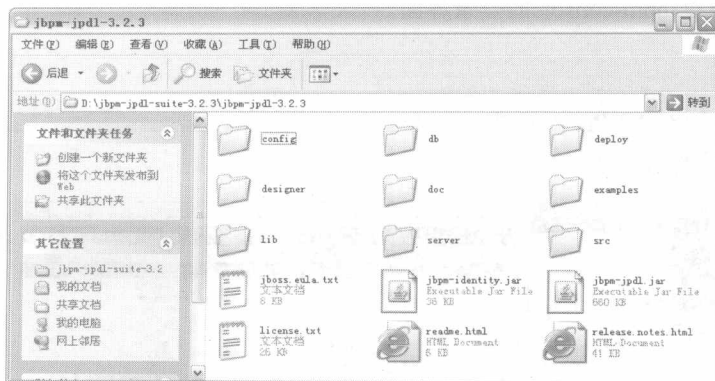 jbpm-jpdl-3.2.3
文件(F) 编辑(E) 查看(V) 收藏(A) 工具(T) 帮助(H)
后退 搜索 文件夹
地址(D) D:\jbpm-jpdl-suite-3.2.3\jbpm-jpdl-3.2.3 转到
文件和文件夹任务
创建一个新文件夹
将这个文件夹发布到
Web
共享此文件夹
其它位置
jbpm-jpdl-suite-3.2
我的文档
共享文档
我的电脑
网上邻居
config db deploy
designer doc examples
lib server src
jboss.eula.txt
文本文档
6 KB
jbpm-identity.jar
Executable Jar File
36 KB
jbpm-jpdl.jar
Executable Jar File
660 KB
license.txt
文本文档
26 KB
readme.html
HTML Document
5 KB
release.notes.html
HTML Document
41 KB